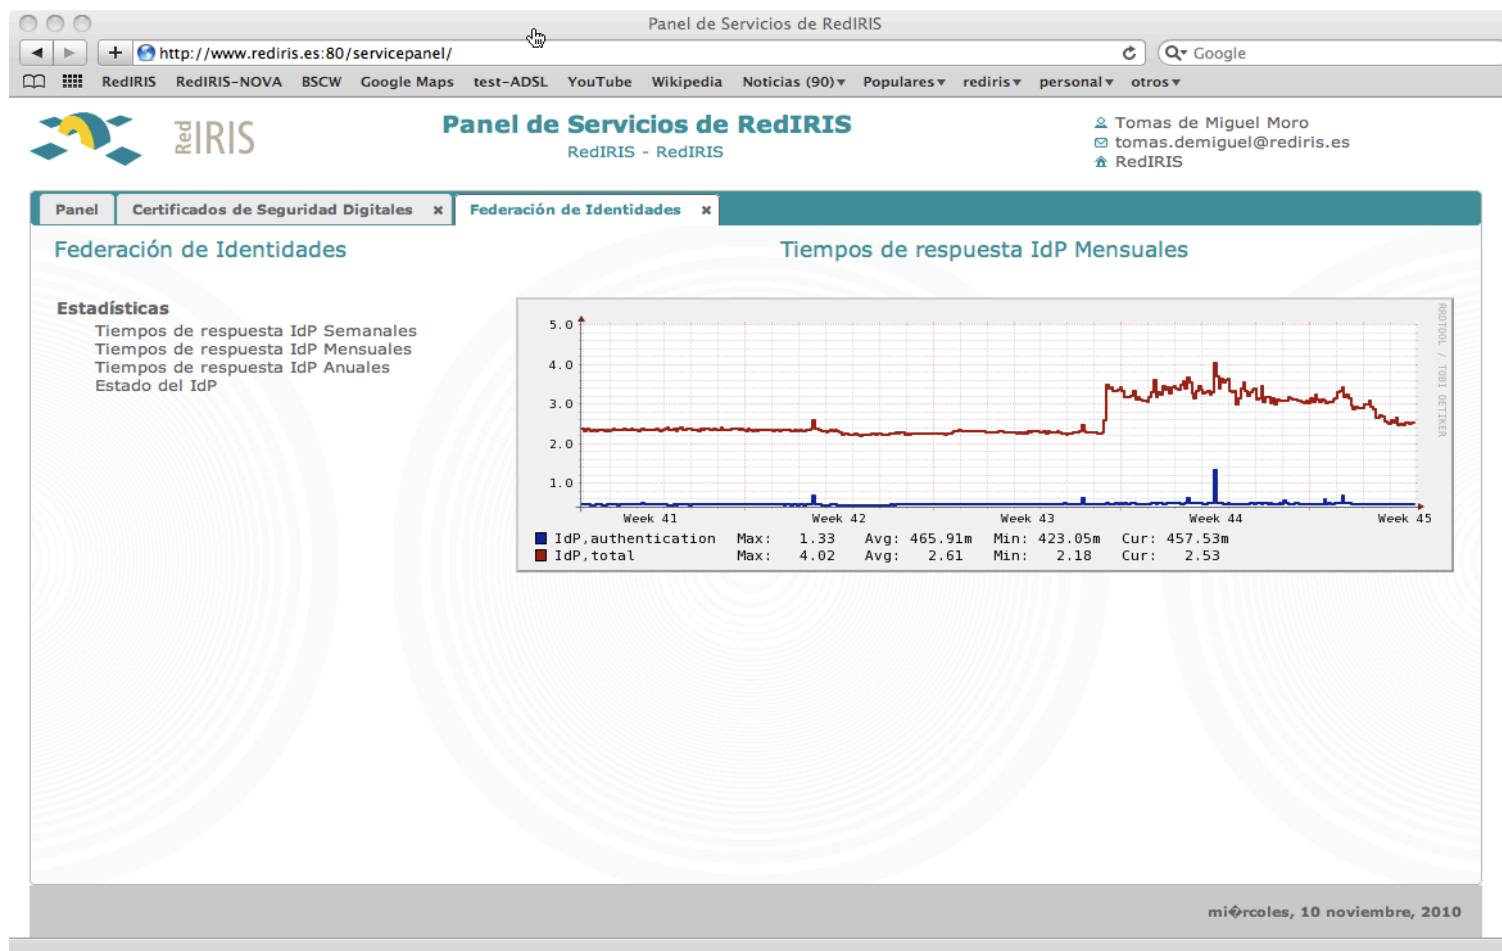 Panel de Servicios de RedIRIS
http://www.rediris.es:80/servicepanel/
Google
RedIRIS RedIRIS-NOVA BSCW Google Maps test-ADSL YouTube Wikipedia Noticias (90) Populares rediris personal otros
Red IRIS
Panel de Servicios de RedIRIS
RedIRIS - RedIRIS
Tomas de Miguel Moro
tomas.demiguel@rediris.es
RedIRIS
Panel Certificados de Seguridad Digitales x Federación de Identidades x
Federación de Identidades
Tiempos de respuesta IdP Mensuales
Estadísticas
Tiempos de respuesta IdP Semanales
Tiempos de respuesta IdP Mensuales
Tiempos de respuesta IdP Anuales
Estado del IdP
5.0
4.0
3.0
2.0
1.0
RRDTOOL / TOBI OETIKER
Week 41 Week 42 Week 43 Week 44 Week 45
IdP,authentication Max: 1.33 Avg: 465.91m Min: 423.05m Cur: 457.53m
IdP,total Max: 4.02 Avg: 2.61 Min: 2.18 Cur: 2.53
mi�rcoles, 10 noviembre, 2010